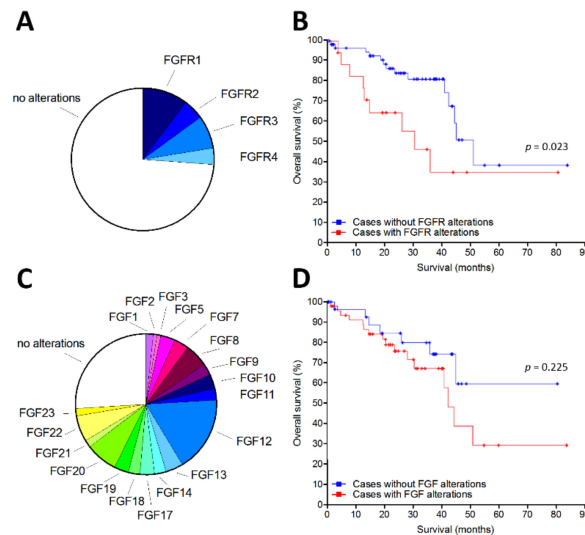 A
FGFR1
FGFR2
FGFR3
FGFR4
no alterations
B
Overall survival (%)
100
90
80
70
60
50
40
30
20
10
0
p = 0.023
Cases without FGFR alterations
Cases with FGFR alterations
0 10 20 30 40 50 60 70 80 90
Survival (months)
C
FGF1
FGF2
FGF3
FGF5
FGF7
FGF8
FGF9
FGF10
FGF11
FGF12
FGF13
FGF14
FGF17
FGF18
FGF19
FGF20
FGF21
FGF22
FGF23
no alterations
D
Overall survival (%)
100
90
80
70
60
50
40
30
20
10
0
p = 0.225
Cases without FGF alterations
Cases with FGF alterations
0 10 20 30 40 50 60 70 80 90
Survival (months)